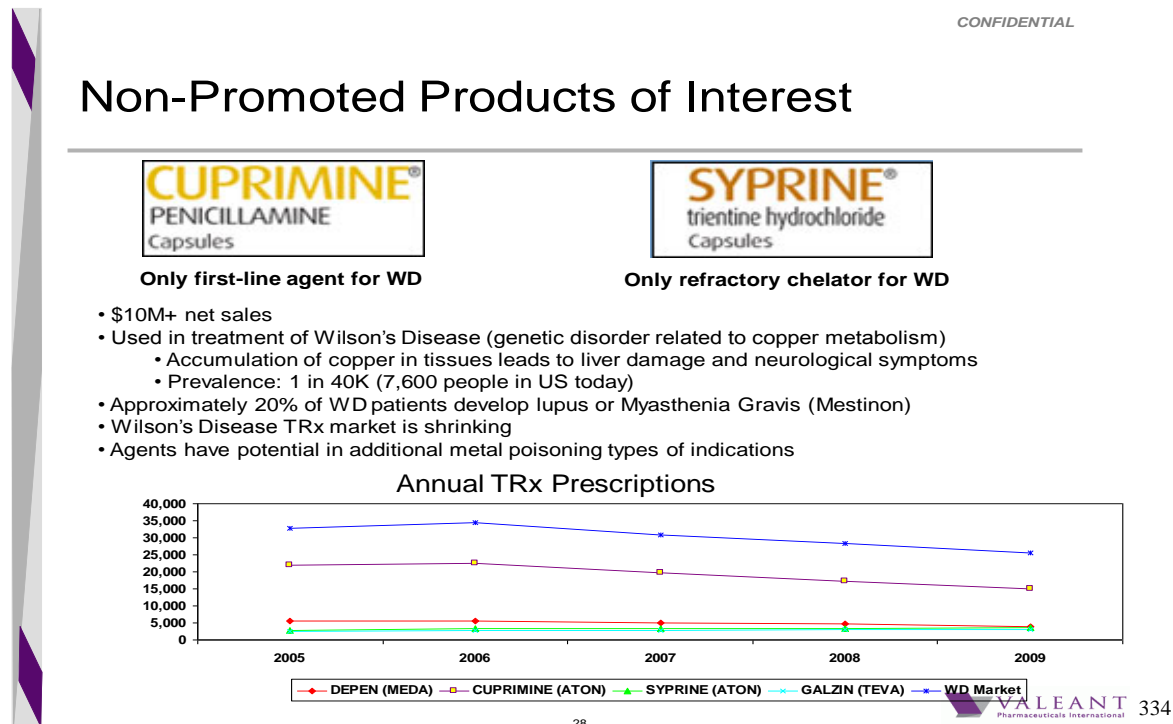 CONFIDENTIAL
Non-Promoted Products of Interest
CUPRIMINE®
PENICILLAMINE
Capsules
SYPRINE®
trientine hydrochloride
Capsules
Only first-line agent for WD
Only refractory chelator for WD
• $10M+ net sales
• Used in treatment of Wilson's Disease (genetic disorder related to copper metabolism)
• Accumulation of copper in tissues leads to liver damage and neurological symptoms
• Prevalence: 1 in 40K (7,600 people in US today)
• Approximately 20% of WD patients develop lupus or Myasthenia Gravis (Mestinon)
• Wilson's Disease TRx market is shrinking
• Agents have potential in additional metal poisoning types of indications
Annual TRx Prescriptions
40,000
35,000
30,000
25,000
20,000
15,000
10,000
5,000
0
2005 2006 2007 2008 2009
DEPEN (MEDA) CUPRIMINE (ATON) SYPRINE (ATON) GALZIN (TEVA) WD Market
VALEANT
Pharmaceuticals International
334
28